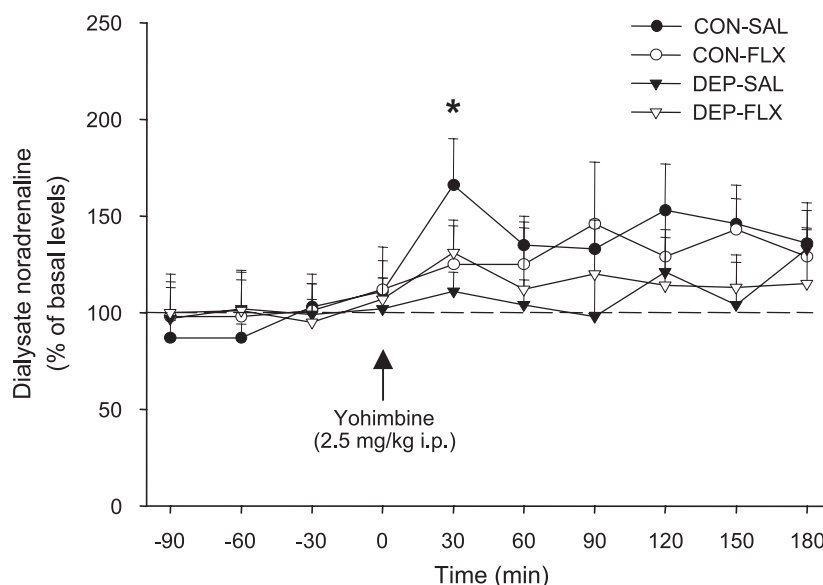 250
200
150
100
50
0
Dialysate noradrenaline
(% of basal levels)
CON-SAL
CON-FLX
DEP-SAL
DEP-FLX
*
Yohimbine
(2.5 mg/kg i.p.)
-90 -60 -30 0 30 60 90 120 150 180
Time (min)